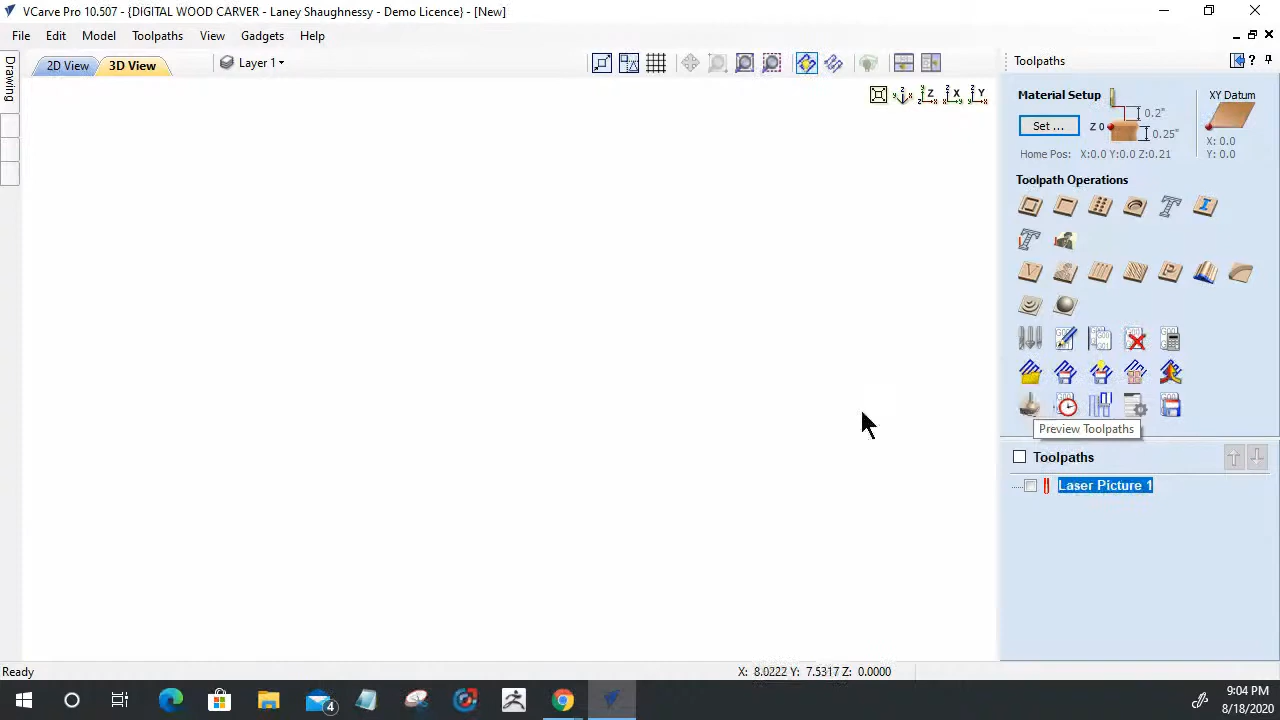 VCarve Pro 10.507 - {DIGITAL WOOD CARVER - Laney Shaughnessy - Demo Licence} - [New]
File Edit Model Toolpaths View Gadgets Help
Drawing
2D View 3D View Layer 1
Z X Y
Toolpaths
Material Setup
Set ...
Z 0
0.2"
0.25"
Home Pos: X:0.0 Y:0.0 Z:0.21
XY Datum
X: 0.0
Y: 0.0
Toolpath Operations
Preview Toolpaths
Toolpaths
Laser Picture 1
Ready
X: 8.0222 Y: 7.5317 Z: 0.0000
4
9:04 PM
8/18/2020